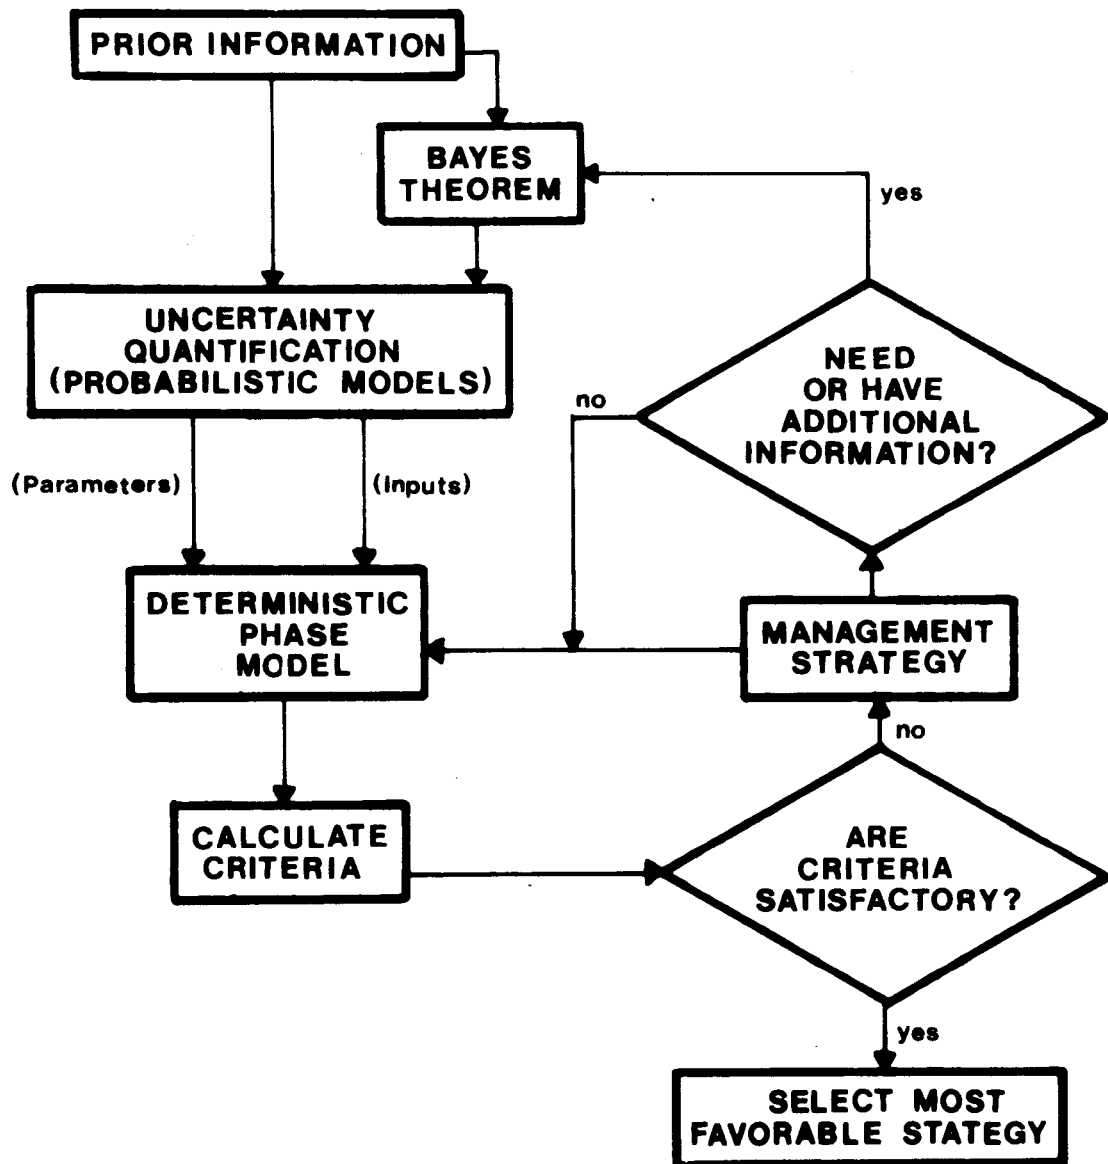 PRIOR INFORMATION
BAYES
THEOREM
yes
UNCERTAINTY
QUANTIFICATION
(PROBABILISTIC MODELS)
NEED
OR HAVE
ADDITIONAL
INFORMATION?
no
(Parameters)
(Inputs)
DETERMINISTIC
PHASE
MODEL
MANAGEMENT
STRATEGY
no
CALCULATE
CRITERIA
ARE
CRITERIA
SATISFACTORY?
yes
SELECT MOST
FAVORABLE STATEGY